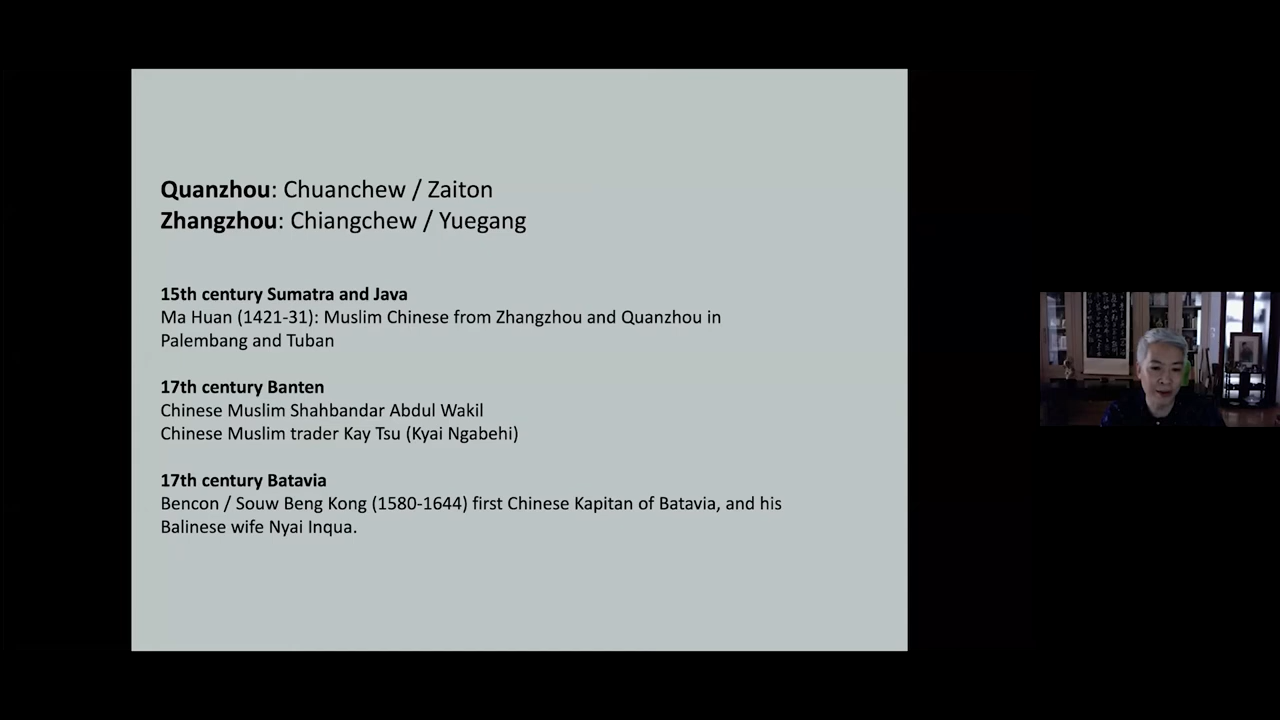 Quanzhou: Chuanchew / Zaiton
Zhangzhou: Chiangchew / Yuegang
15th century Sumatra and Java
Ma Huan (1421-31): Muslim Chinese from Zhangzhou and Quanzhou in
Palembang and Tuban
17th century Banten
Chinese Muslim Shahbandar Abdul Wakil
Chinese Muslim trader Kay Tsu (Kyai Ngabehi)
17th century Batavia
Bencon / Souw Beng Kong (1580-1644) first Chinese Kapitan of Batavia, and his
Balinese wife Nyai Inqua.